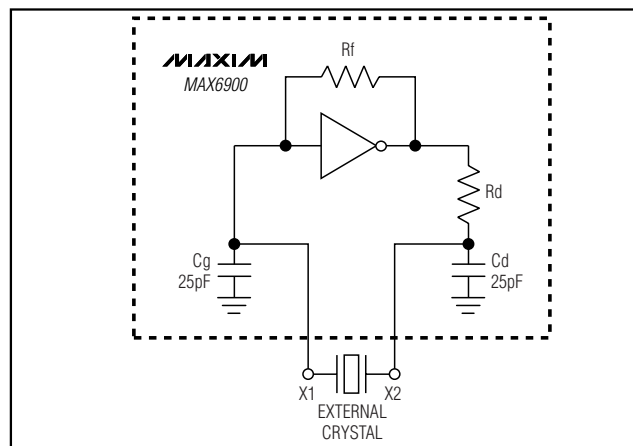 MAXIM
MAX6900
Rf
Rd
Cg
25pF
Cd
25pF
X1
X2
EXTERNAL
CRYSTAL